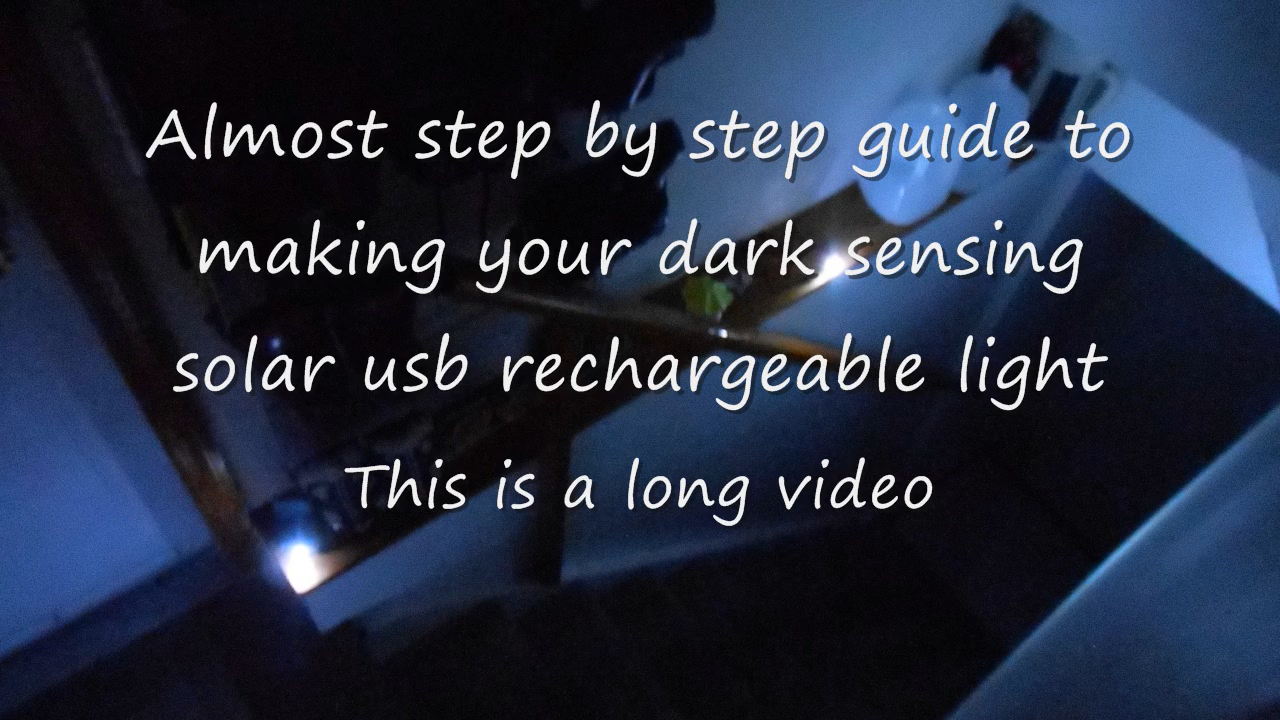 Almost step by step guide to
making your dark sensing
solar usb rechargeable light
This is a long video